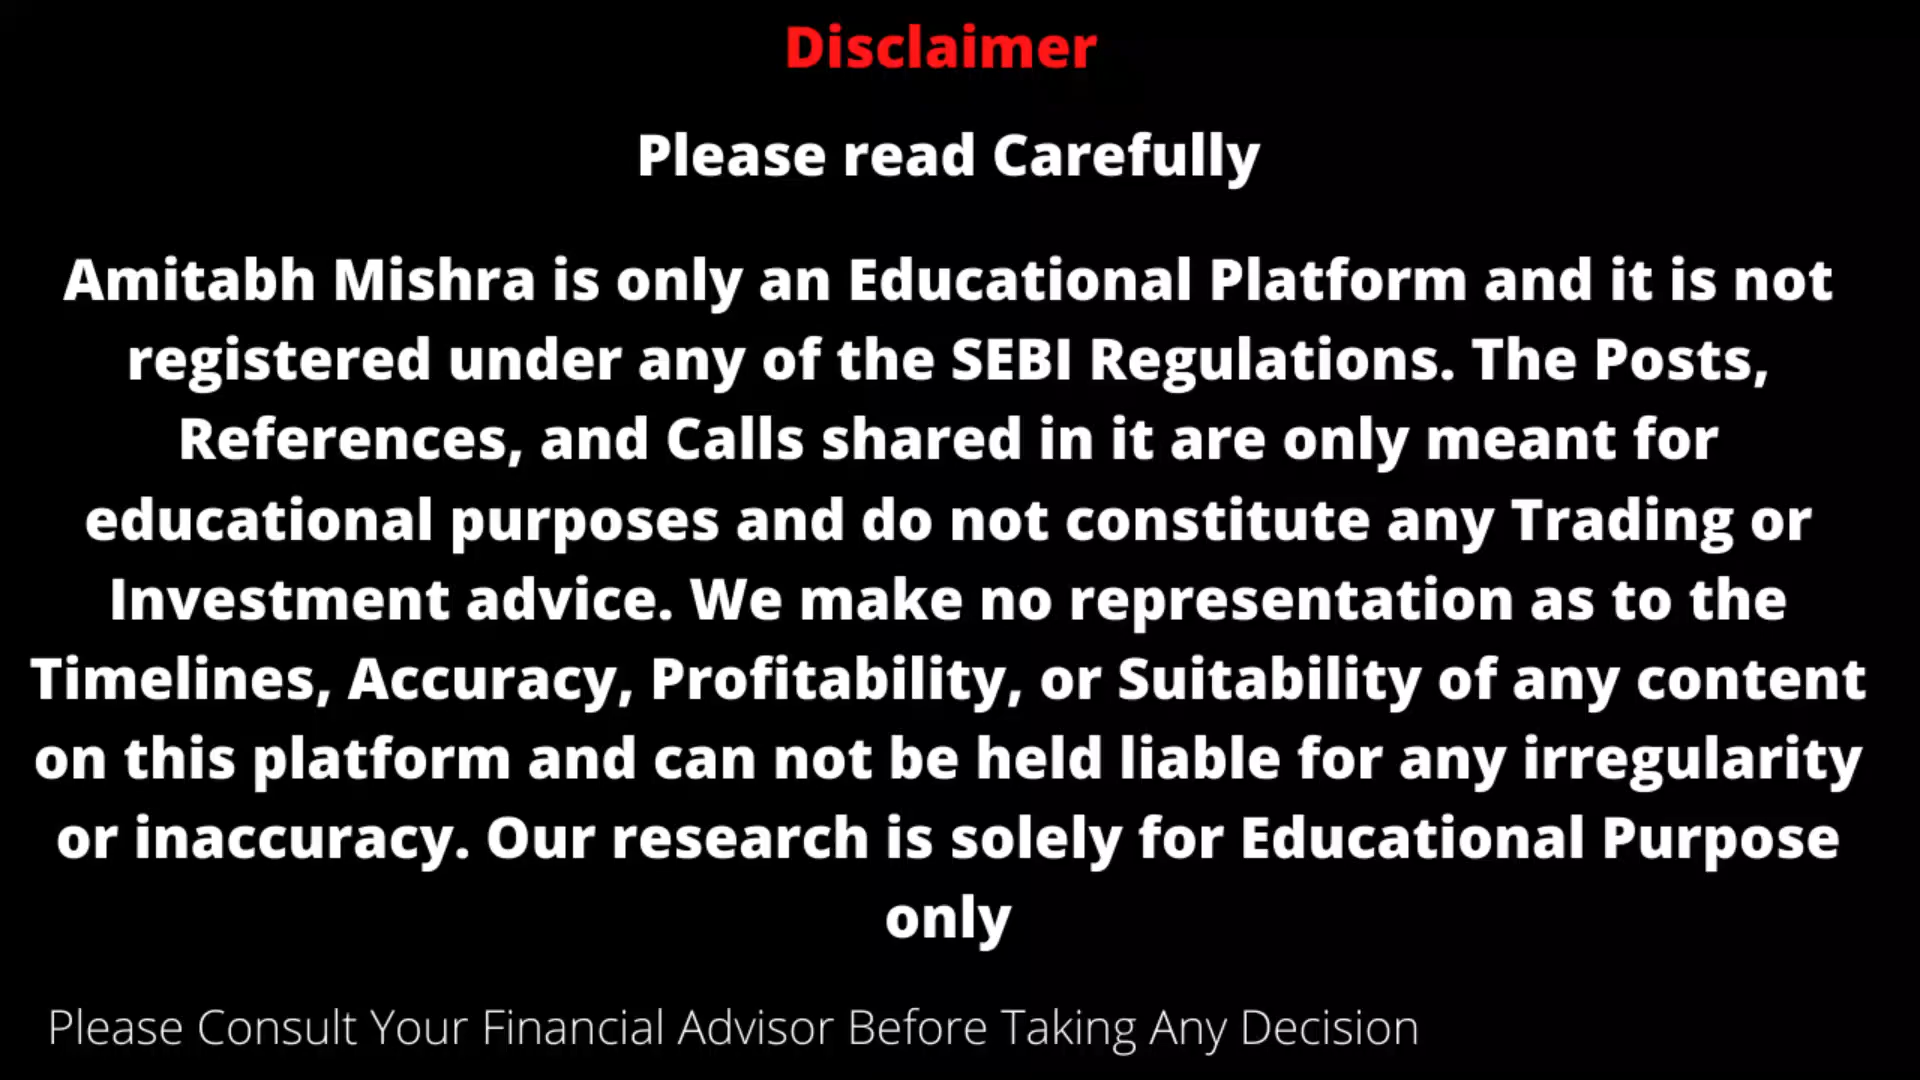 Disclaimer
Please read Carefully
Amitabh Mishra is only an Educational Platform and it is not
registered under any of the SEBI Regulations. The Posts,
References, and Calls shared in it are only meant for
educational purposes and do not constitute any Trading or
Investment advice. We make no representation as to the
Timelines, Accuracy, Profitability, or Suitability of any content
on this platform and can not be held liable for any irregularity
or inaccuracy. Our research is solely for Educational Purpose
only
Please Consult Your Financial Advisor Before Taking Any Decision